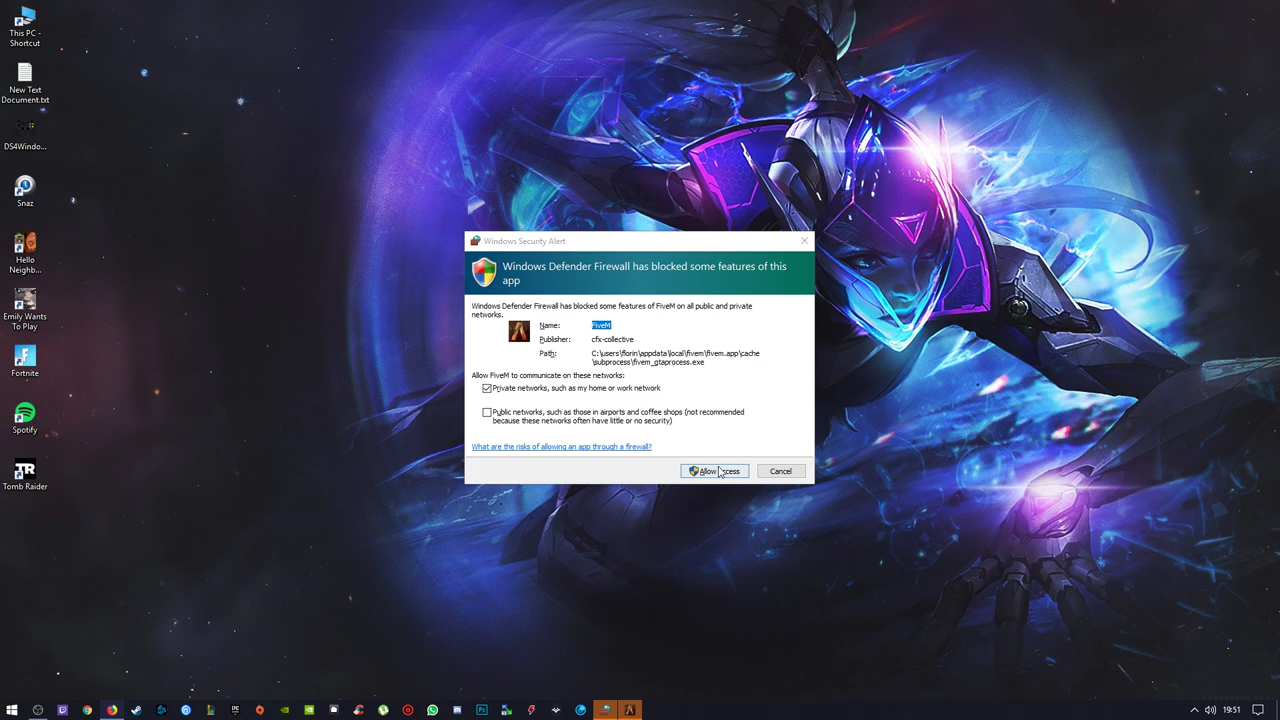 This PC -
Shortcut
New Text
Document.txt
DS4Windo...
Snaz
Hello
Neighb...
Emily Wants
To Play
Fortnite
Spotify
TR
Tomb Raider
Windows Security Alert
Windows Defender Firewall has blocked some features of this
app
Windows Defender Firewall has blocked some features of FiveM on all public and private
networks.
Name: FiveM
Publisher: cfx-collective
Path: C:\users\florin\appdata\local\fivem\fivem.app\cache
\subprocess\fivem_gtaprocess.exe
Allow FiveM to communicate on these networks:
Private networks, such as my home or work network
Public networks, such as those in airports and coffee shops (not recommended
because these networks often have little or no security)
What are the risks of allowing an app through a firewall?
Allow access
Cancel
Ps
19:51